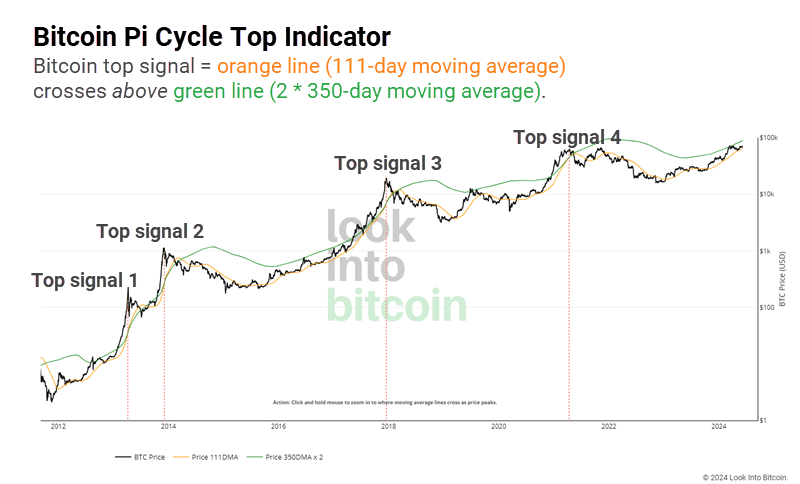 Bitcoin Pi Cycle Top Indicator
Bitcoin top signal = orange line (111-day moving average)
crosses above green line (2 * 350-day moving average).
Top signal 4
$100k
Top signal 3
$10k
look
into
bitcoin
Top signal 2
$1k
BTC Price (USD)
Top signal 1
$100
Action: Click and hold mouse to zoom in to where moving average lines cross as price peaks.
$1
2012
2014
2016
2018
2020
2022
2024
BTC Price
Price 111DMA
Price 350DMA x 2
© 2024 Look Into Bitcoin.